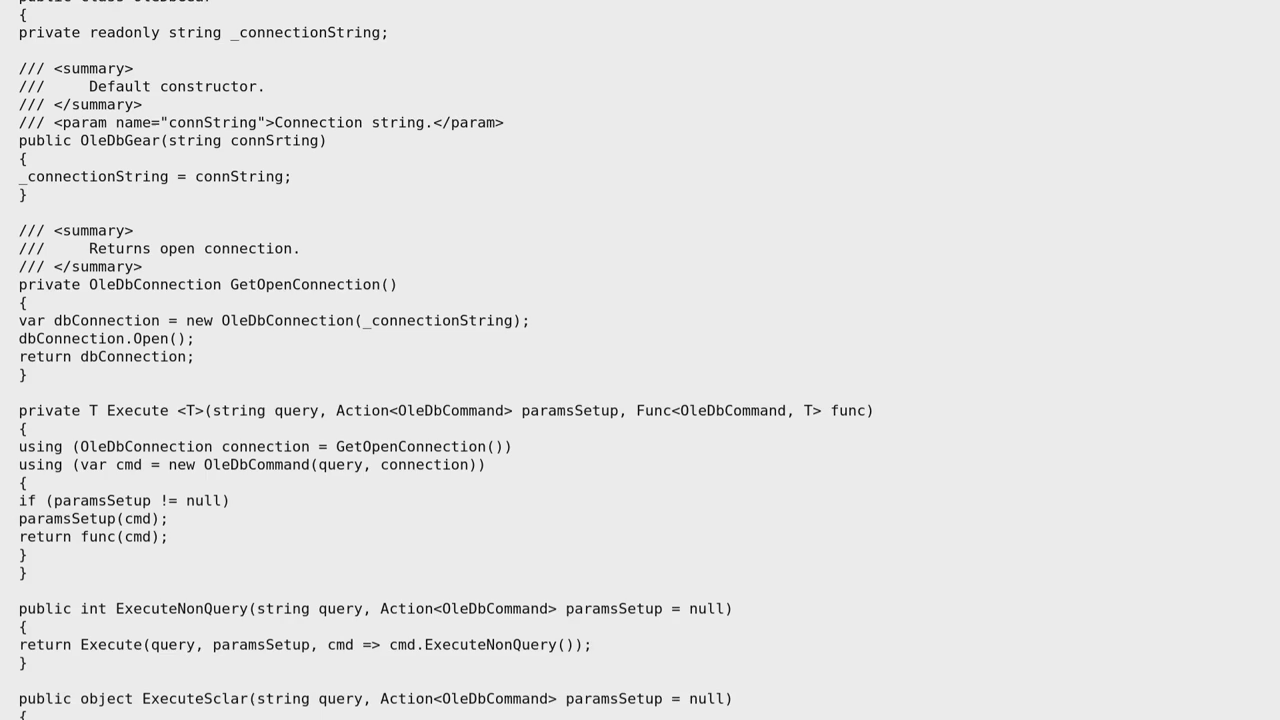 {
private readonly string _connectionString;
/// <summary>
///     Default constructor.
/// </summary>
/// <param name="connString">Connection string.</param>
public OleDbGear(string connSrting)
{
_connectionString = connString;
}
/// <summary>
///     Returns open connection.
/// </summary>
private OleDbConnection GetOpenConnection()
{
var dbConnection = new OleDbConnection(_connectionString);
dbConnection.Open();
return dbConnection;
}
private T Execute <T>(string query, Action<OleDbCommand> paramsSetup, Func<OleDbCommand, T> func)
{
using (OleDbConnection connection = GetOpenConnection())
using (var cmd = new OleDbCommand(query, connection))
{
if (paramsSetup != null)
paramsSetup(cmd);
return func(cmd);
}
}
public int ExecuteNonQuery(string query, Action<OleDbCommand> paramsSetup = null)
{
return Execute(query, paramsSetup, cmd => cmd.ExecuteNonQuery());
}
public object ExecuteSclar(string query, Action<OleDbCommand> paramsSetup = null)
{